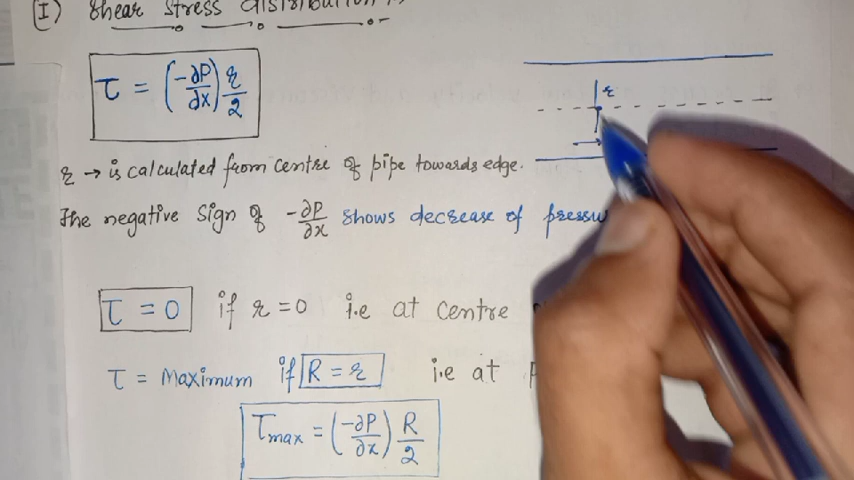 (I) Shear stress distribution :-
τ = (-∂P/∂x) r/2
r
r → is calculated from centre of pipe towards edge.
The negative sign of -∂P/∂x shows decrease of pressu
τ = 0 if r = 0 i.e at centre
τ = Maximum if R = r i.e at
τmax = (-∂P/∂x) R/2